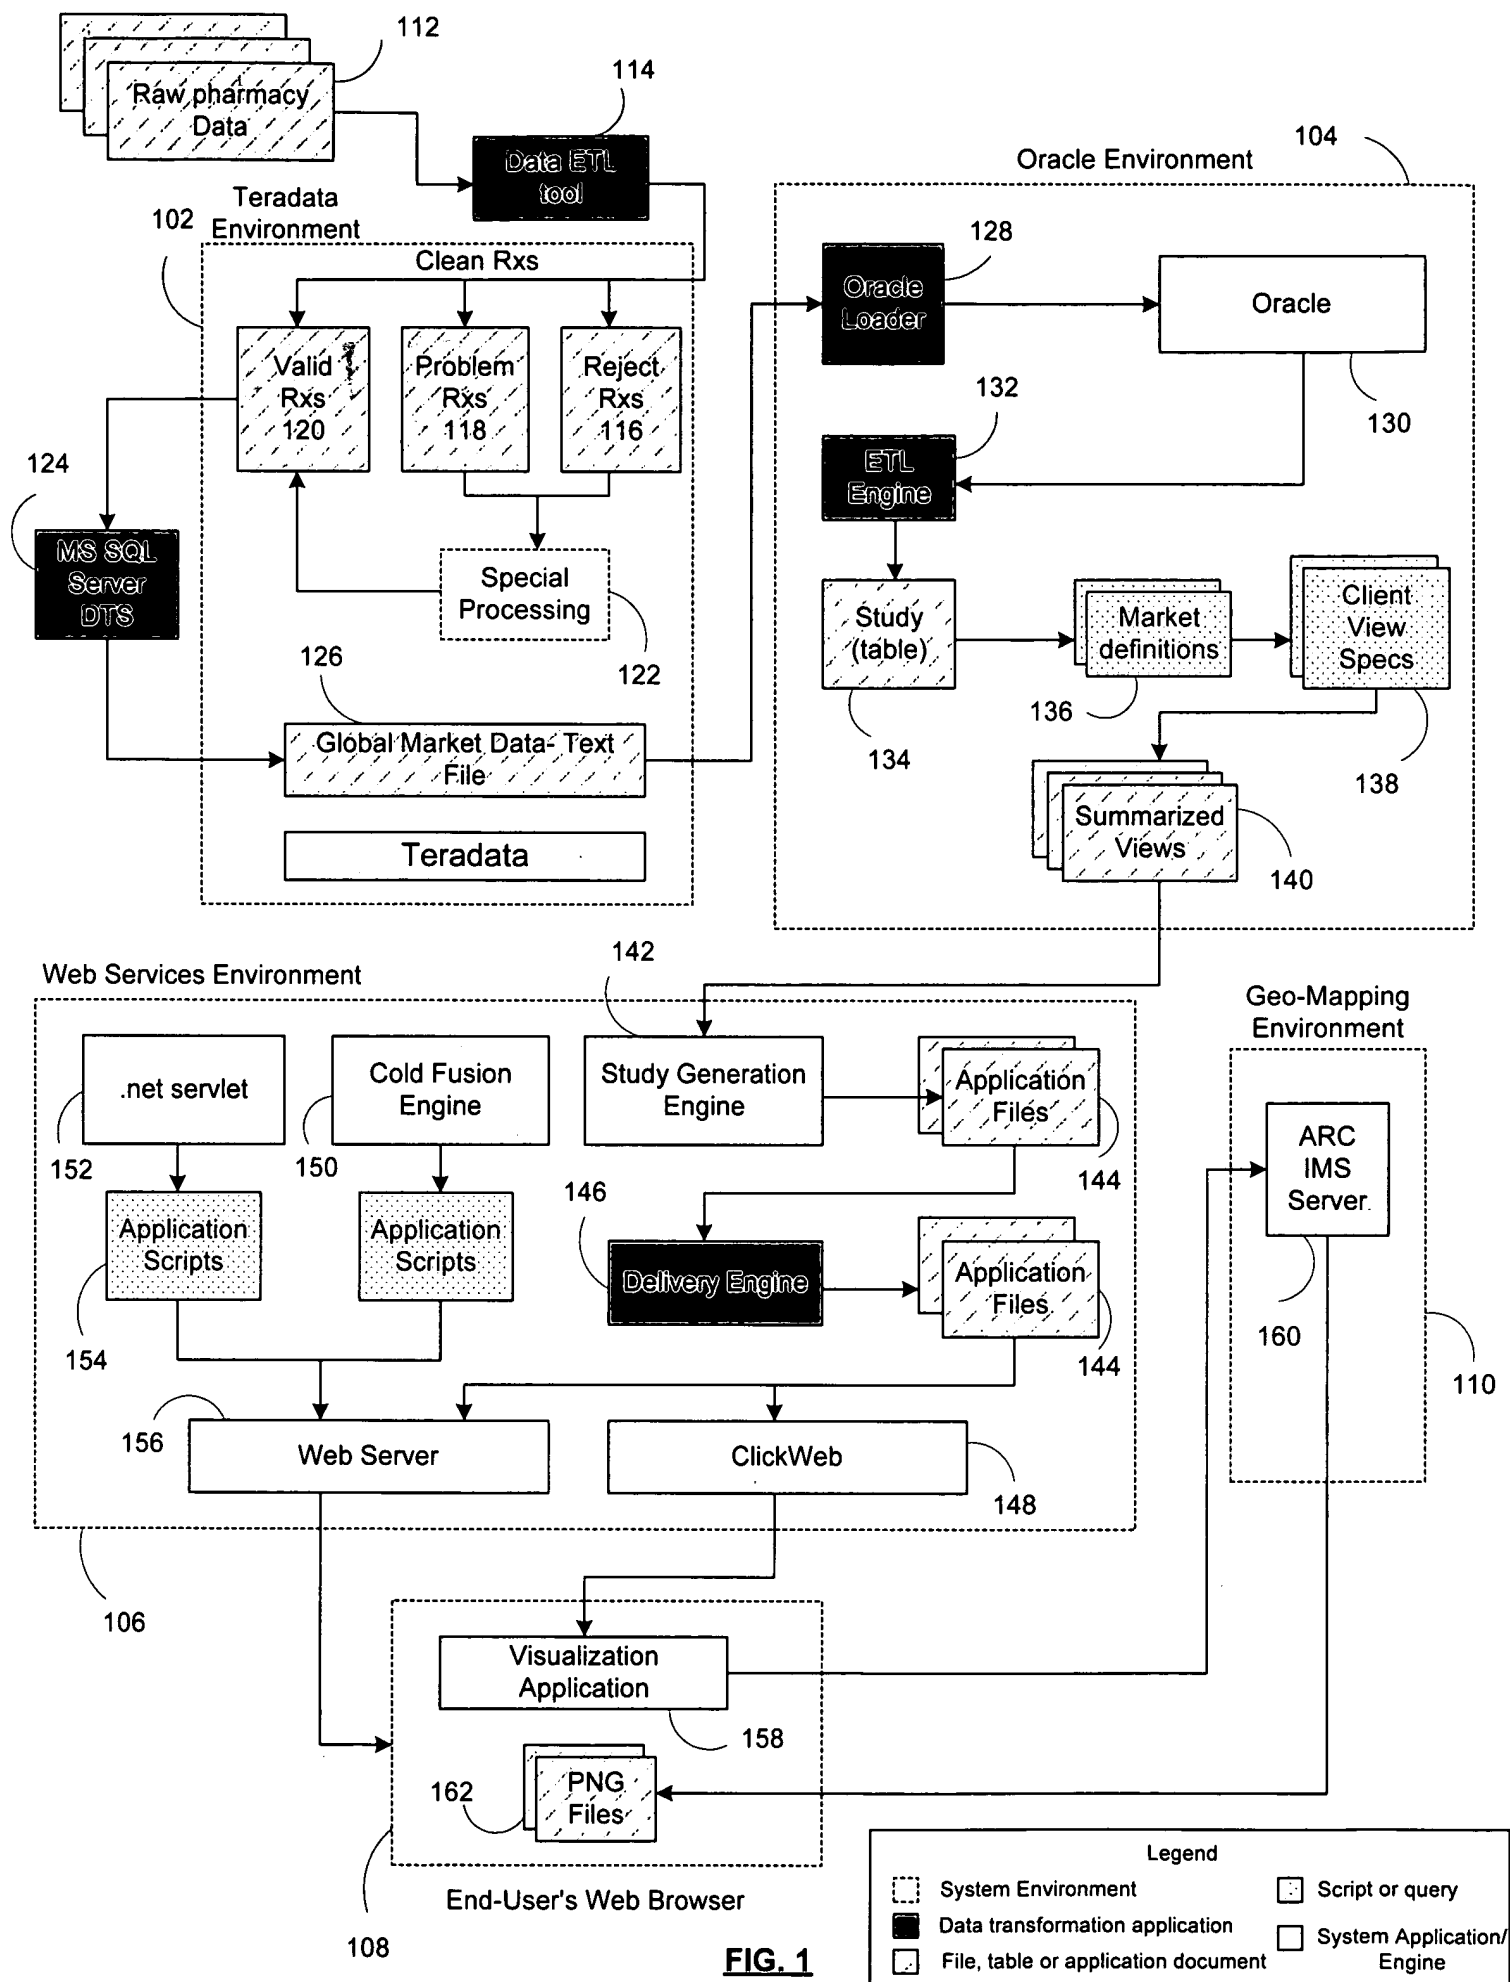 112
Raw pharmacy
Data
114
Data ETL
tool
104
Oracle Environment
Teradata
Environment
102
Clean Rxs
128
Oracle
Loader
Oracle
130
Valid
Rxs
120
Problem
Rxs
118
Reject
Rxs
116
132
ETL
Engine
124
MS SQL
Server
DTS
Special
Processing
122
Study
(table)
134
Market
definitions
136
Client
View
Specs
138
126
Global Market Data- Text
File
Summarized
Views
140
Teradata
Web Services Environment
142
Geo-Mapping
Environment
.net servlet
152
Cold Fusion
Engine
150
Study Generation
Engine
Application
Files
144
ARC
IMS
Server
160
110
Application
Scripts
154
Application
Scripts
146
Delivery Engine
Application
Files
144
156
Web Server
ClickWeb
148
106
Visualization
Application
158
162
PNG
Files
End-User's Web Browser
108
Legend
System Environment
Script or query
Data transformation application
System Application/
Engine
File, table or application document
FIG. 1